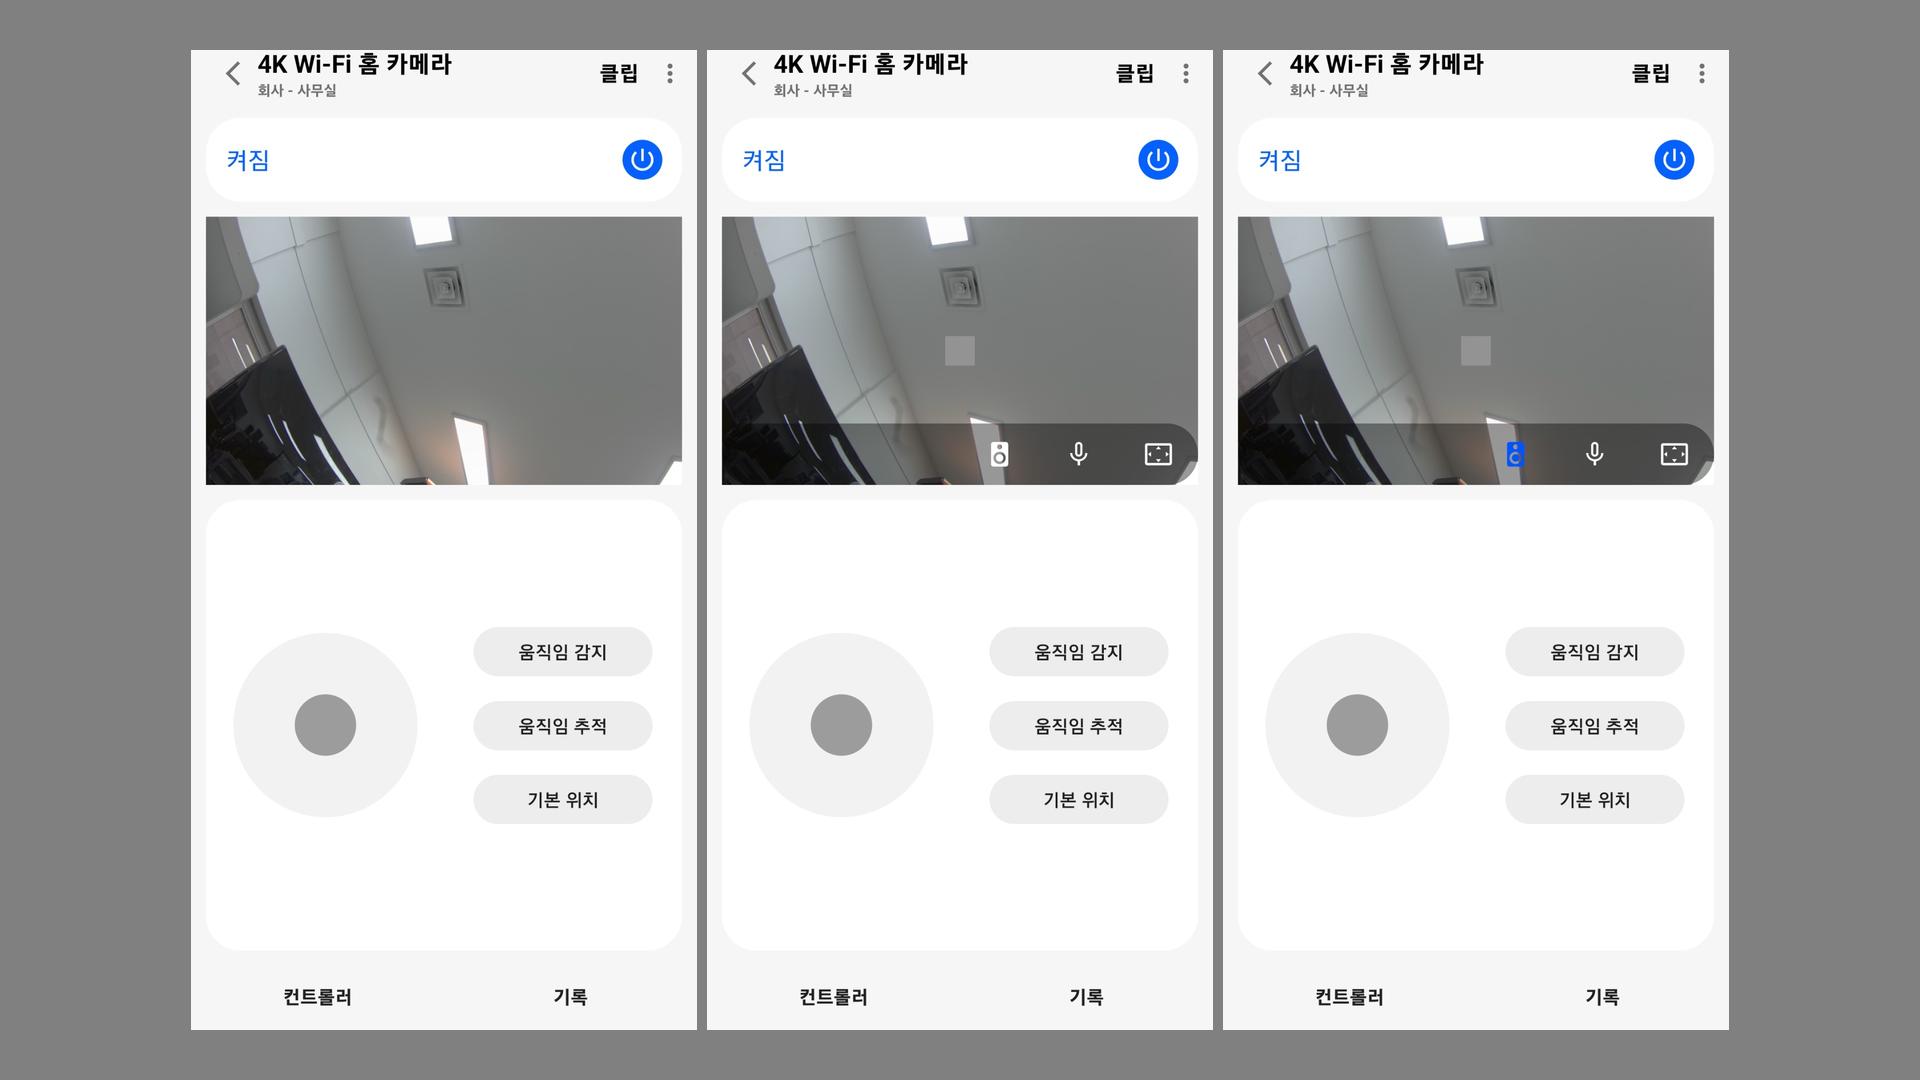 4K Wi-Fi 홈 카메라
회사 - 사무실
클립
켜짐
움직임 감지
움직임 추적
기본 위치
컨트롤러
기록
4K Wi-Fi 홈 카메라
회사 - 사무실
클립
켜짐
움직임 감지
움직임 추적
기본 위치
컨트롤러
기록
4K Wi-Fi 홈 카메라
회사 - 사무실
클립
켜짐
움직임 감지
움직임 추적
기본 위치
컨트롤러
기록